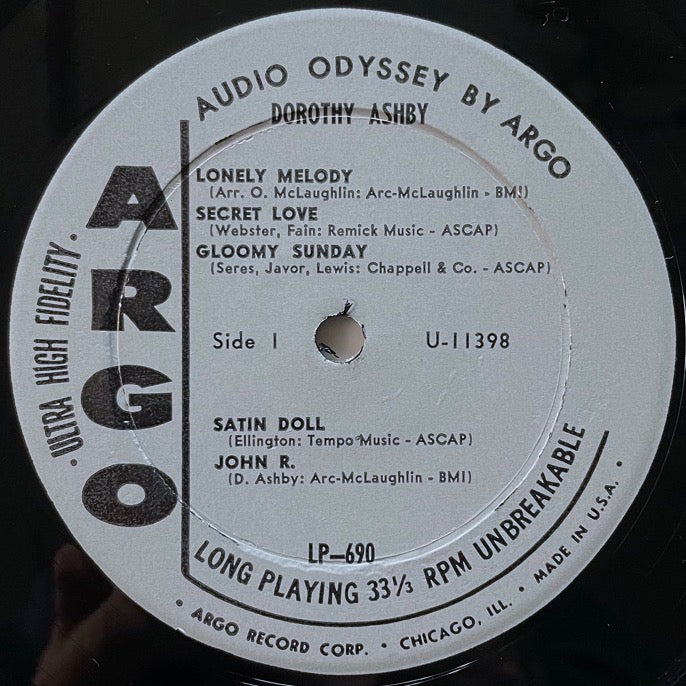 AUDIO ODYSSEY BY ARGO
DOROTHY ASHBY
ARGO
• ULTRA HIGH FIDELITY •
LONELY MELODY
(Arr. O. McLaughlin: Arc-McLaughlin - BMI)
SECRET LOVE
(Webster, Fain: Remick Music - ASCAP)
GLOOMY SUNDAY
(Seres, Javor, Lewis: Chappell & Co. - ASCAP)
Side 1
U-11398
SATIN DOLL
(Ellington: Tempo Music - ASCAP)
JOHN R.
(D. Ashby: Arc-McLaughlin - BMI)
LP-690
LONG PLAYING 33⅓ RPM UNBREAKABLE
• ARGO RECORD CORP. • CHICAGO, ILL. • MADE IN U.S.A. •